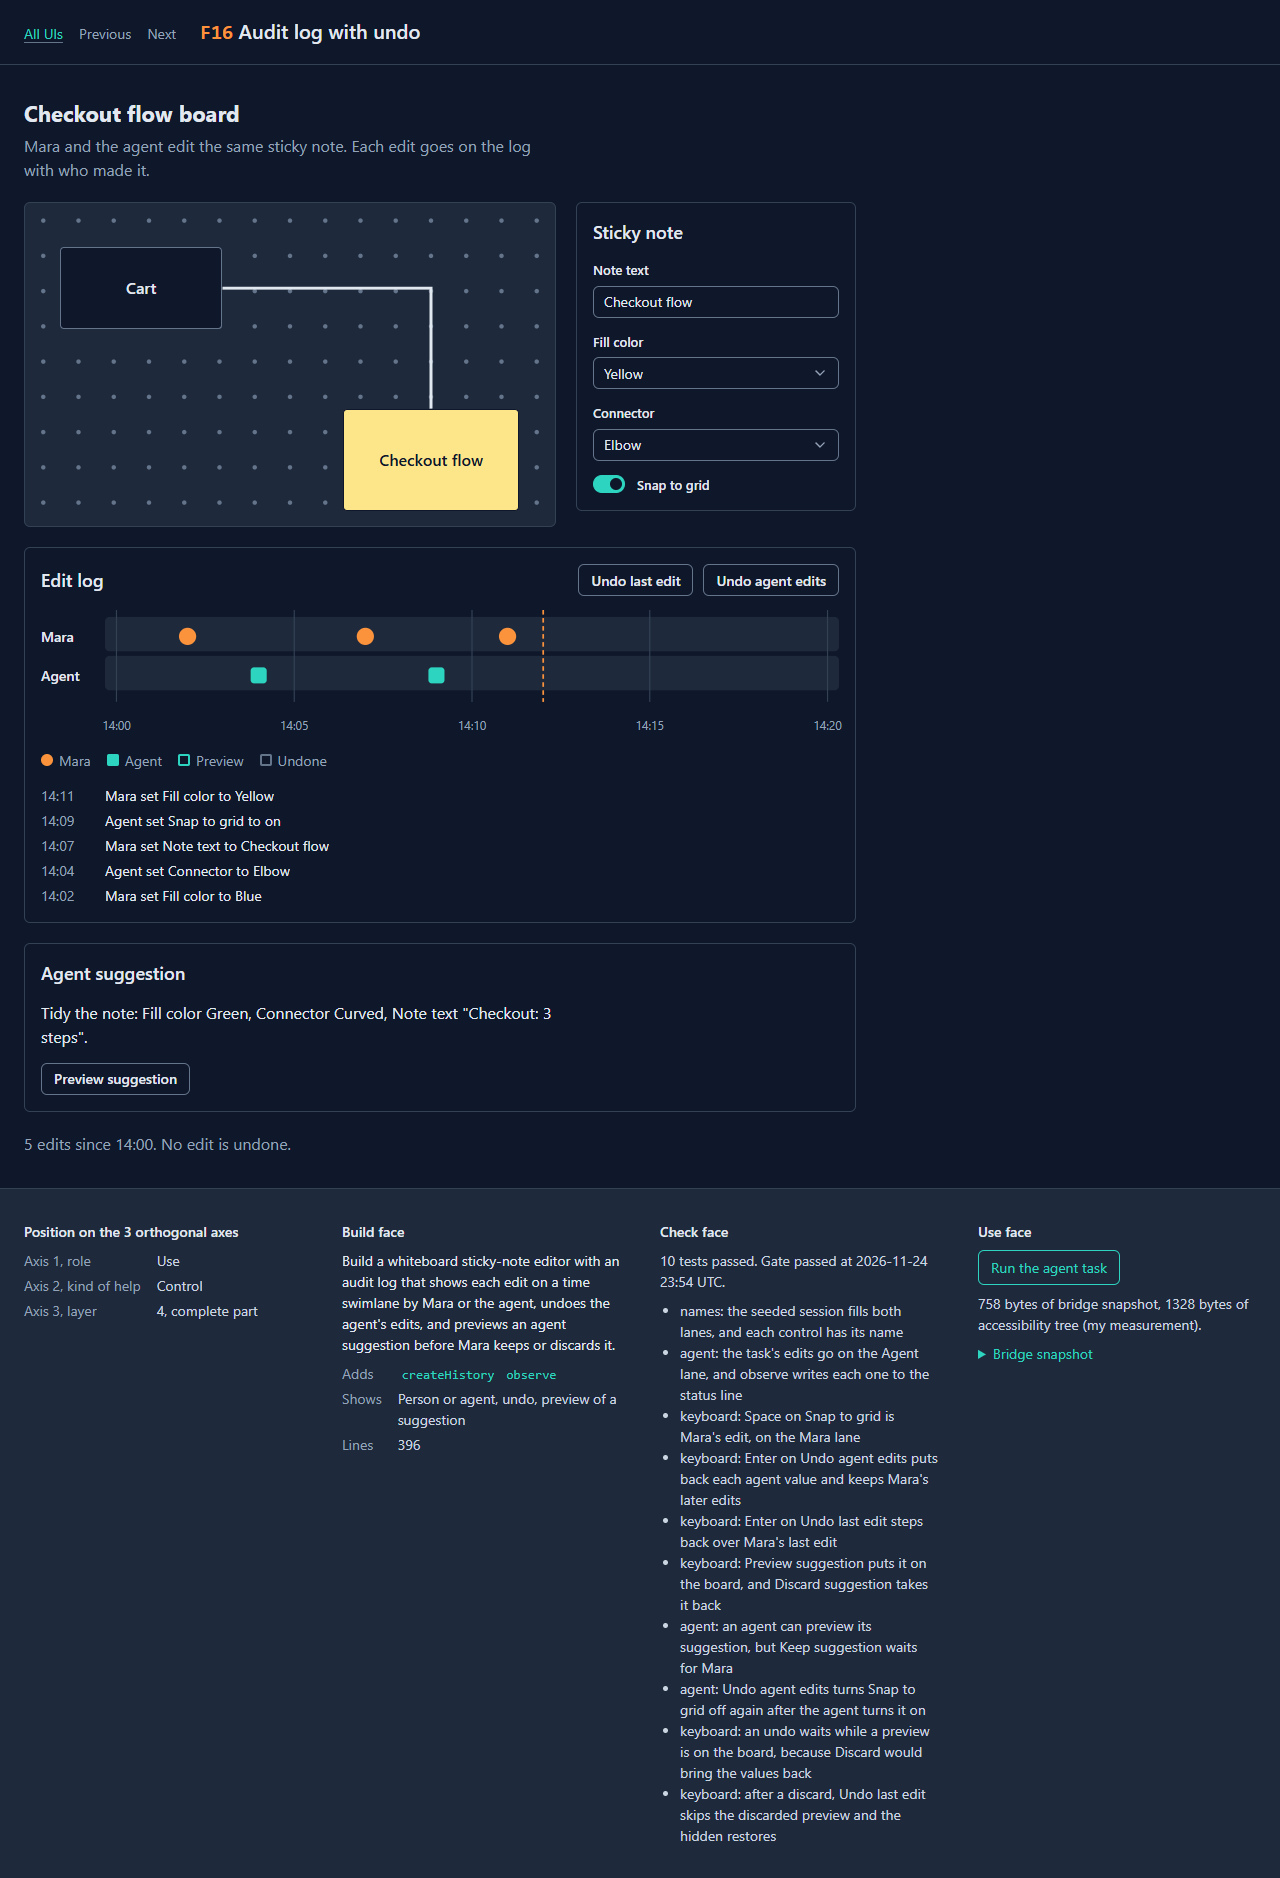 All UIs Previous Next F16 Audit log with undo
Checkout flow board
Mara and the agent edit the same sticky note. Each edit goes on the log
with who made it.
Cart
Checkout flow
Sticky note
Note text
Checkout flow
Fill color
Yellow
Connector
Elbow
Snap to grid
Edit log
Undo last edit
Undo agent edits
Mara
Agent
14:00 14:05 14:10 14:15 14:20
Mara Agent Preview Undone
14:11 Mara set Fill color to Yellow
14:09 Agent set Snap to grid to on
14:07 Mara set Note text to Checkout flow
14:04 Agent set Connector to Elbow
14:02 Mara set Fill color to Blue
Agent suggestion
Tidy the note: Fill color Green, Connector Curved, Note text "Checkout: 3
steps".
Preview suggestion
5 edits since 14:00. No edit is undone.
Position on the 3 orthogonal axes
Axis 1, role Use
Axis 2, kind of help Control
Axis 3, layer 4, complete part
Build face
Build a whiteboard sticky-note editor with an
audit log that shows each edit on a time
swimlane by Mara or the agent, undoes the
agent's edits, and previews an agent
suggestion before Mara keeps or discards it.
Adds createHistory observe
Shows Person or agent, undo, preview of a
suggestion
Lines 396
Check face
10 tests passed. Gate passed at 2026-11-24
23:54 UTC.
names: the seeded session fills both
lanes, and each control has its name
agent: the task's edits go on the Agent
lane, and observe writes each one to the
status line
keyboard: Space on Snap to grid is
Mara's edit, on the Mara lane
keyboard: Enter on Undo agent edits puts
back each agent value and keeps Mara's
later edits
keyboard: Enter on Undo last edit steps
back over Mara's last edit
keyboard: Preview suggestion puts it on
the board, and Discard suggestion takes
it back
agent: an agent can preview its
suggestion, but Keep suggestion waits
for Mara
agent: Undo agent edits turns Snap to
grid off again after the agent turns it on
keyboard: an undo waits while a preview
is on the board, because Discard would
bring the values back
keyboard: after a discard, Undo last edit
skips the discarded preview and the
hidden restores
Use face
Run the agent task
758 bytes of bridge snapshot, 1328 bytes of
accessibility tree (my measurement).
Bridge snapshot